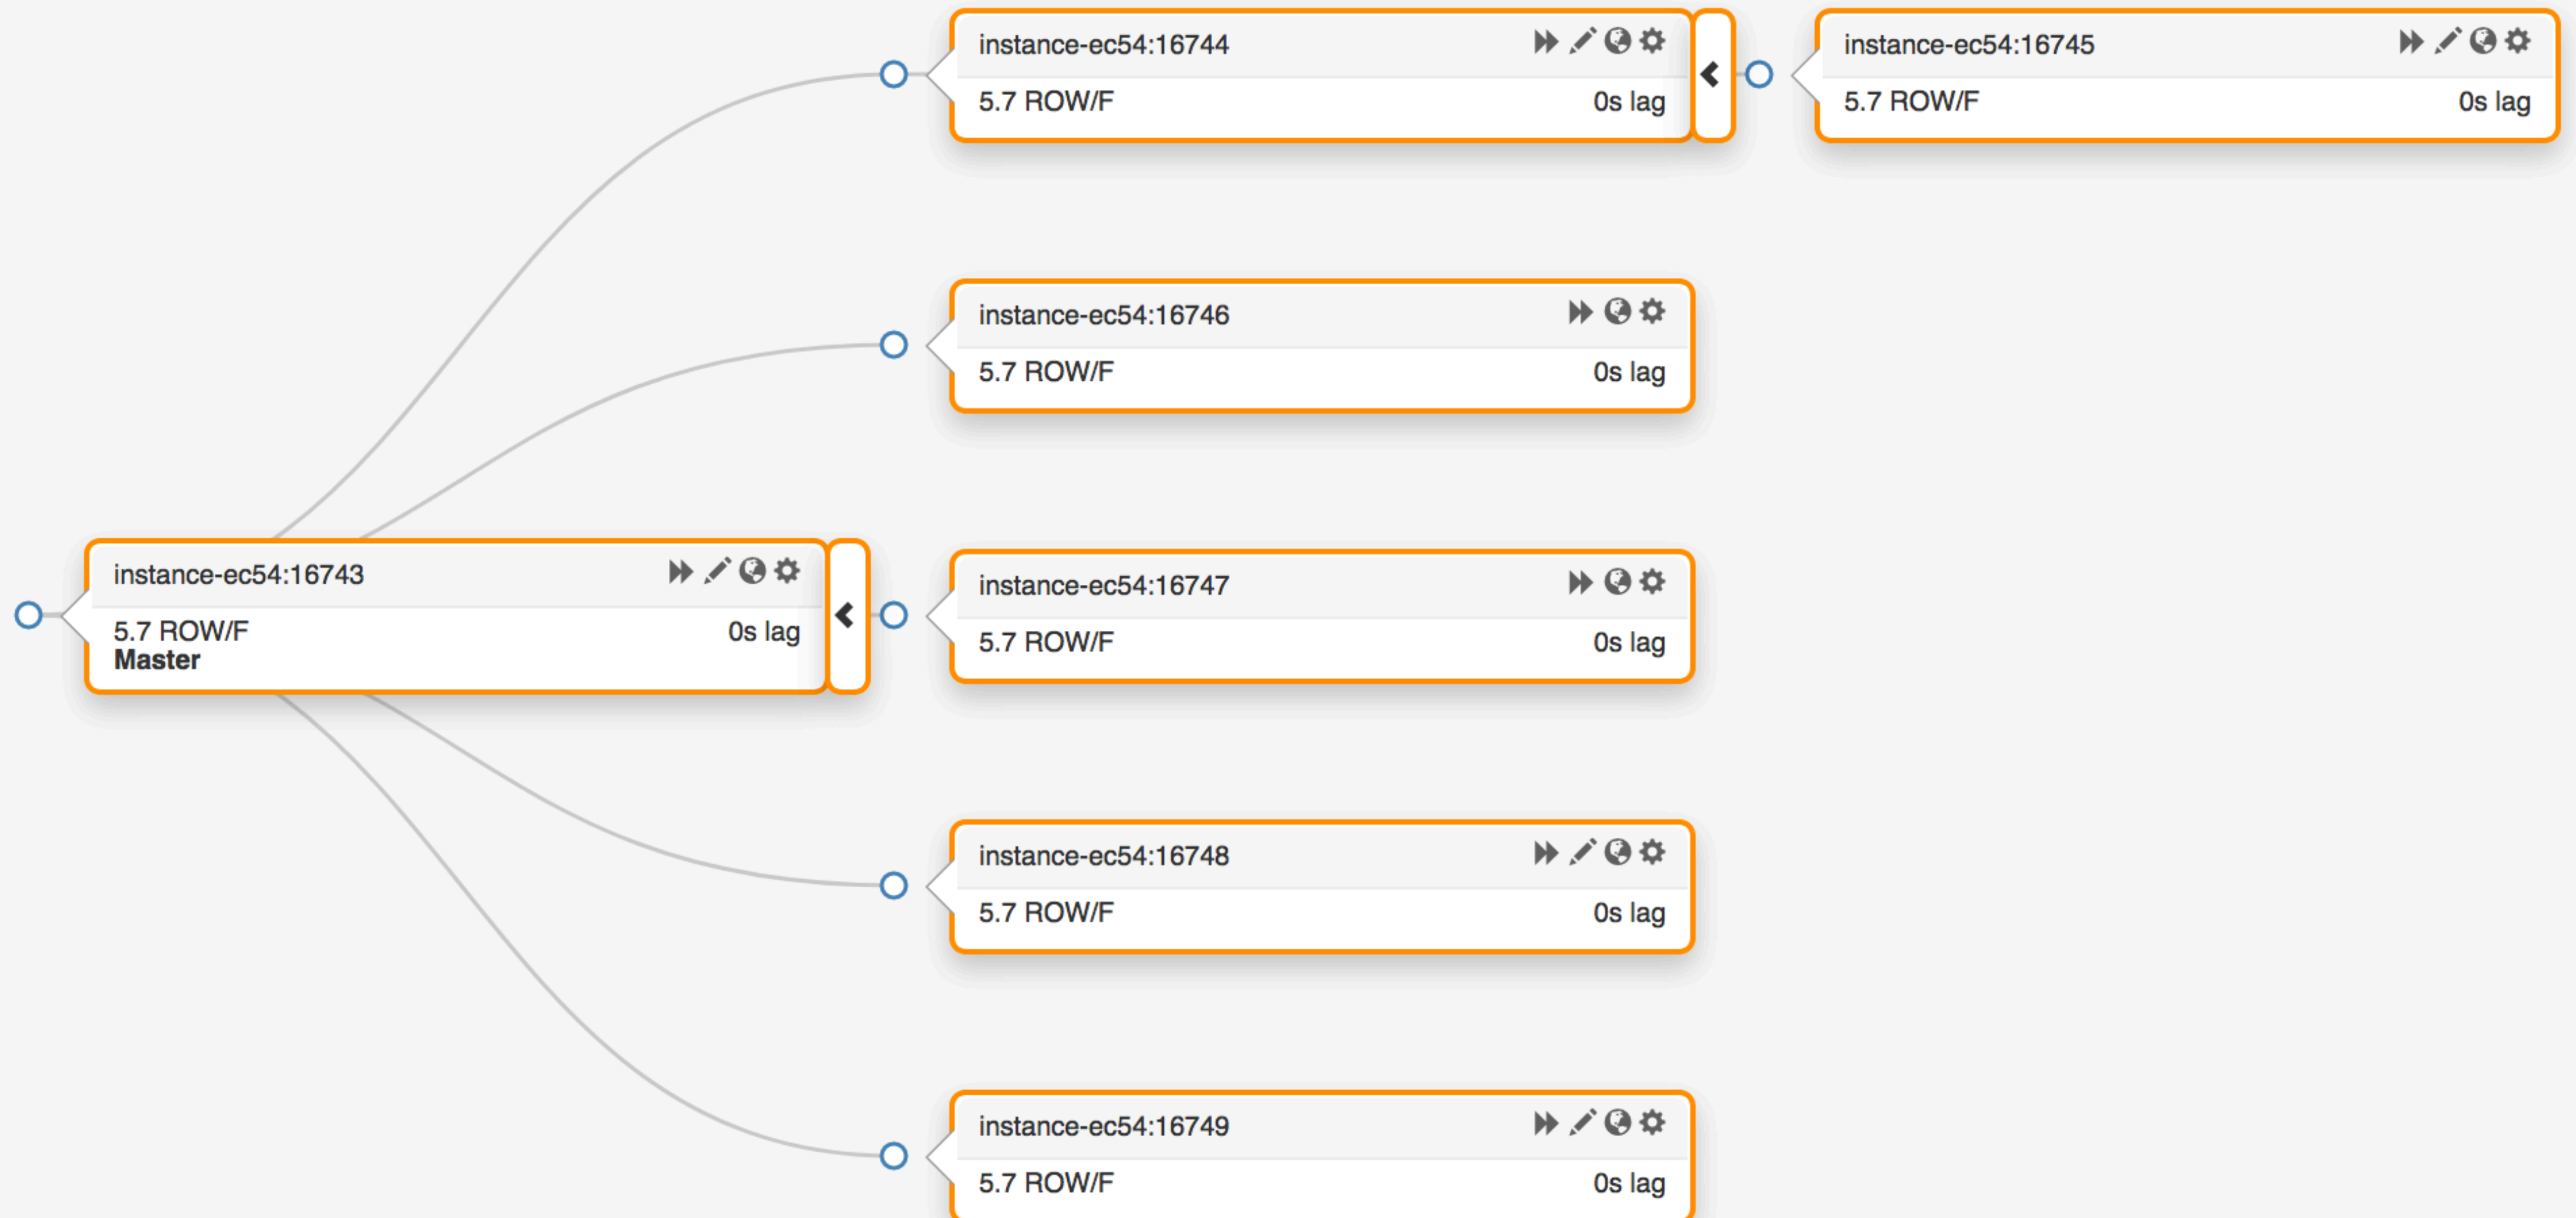 instance-ec54:16744
5.7 ROW/F 0s lag
instance-ec54:16745
5.7 ROW/F 0s lag
instance-ec54:16746
5.7 ROW/F 0s lag
instance-ec54:16743
5.7 ROW/F 0s lag
Master
instance-ec54:16747
5.7 ROW/F 0s lag
instance-ec54:16748
5.7 ROW/F 0s lag
instance-ec54:16749
5.7 ROW/F 0s lag